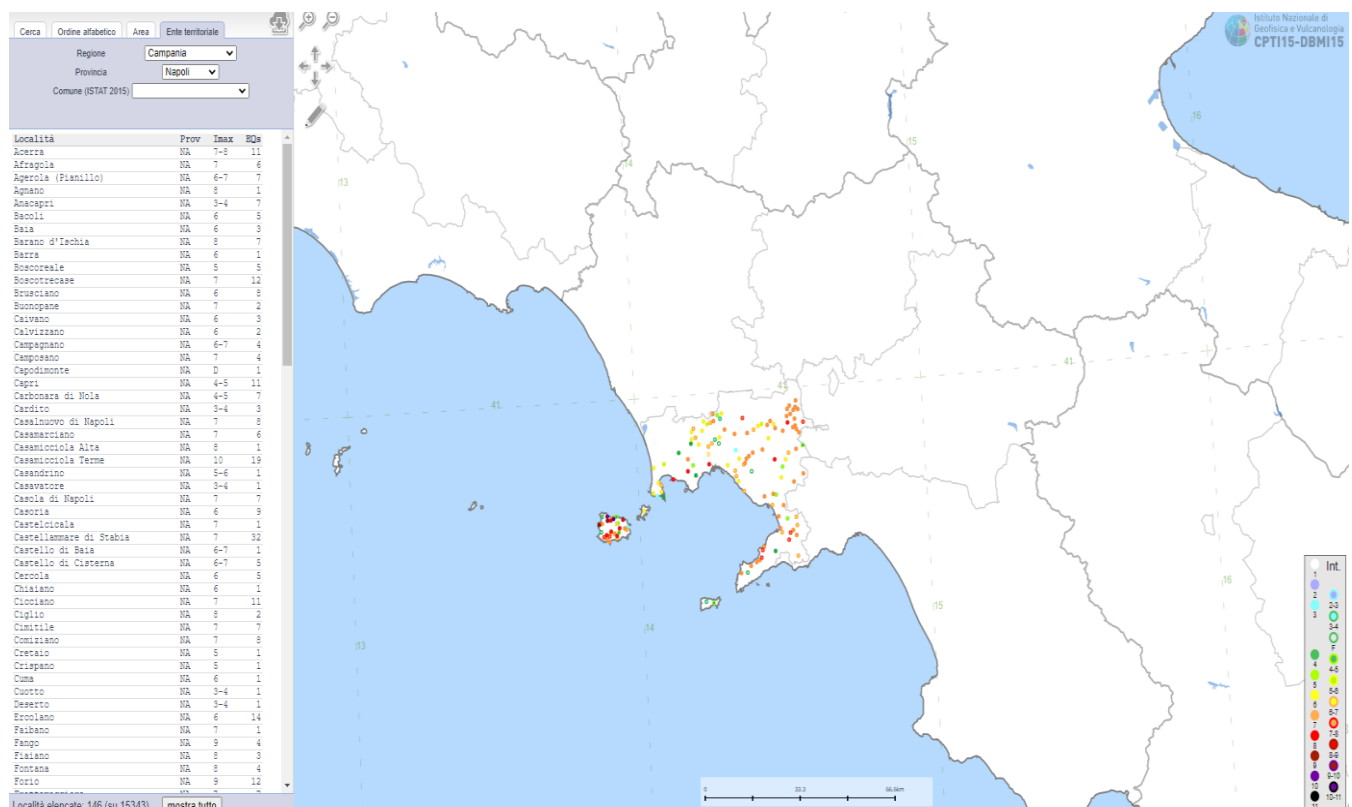 Cerca Ordine alfabetico Area Ente territoriale
Regione Campania
Provincia Napoli
Comune (ISTAT 2015)
Località Prov Imax EQs
Acerra NA 7-8 11
Afragola NA 7 6
Agerola (Pianillo) NA 6-7 7
Agnano NA 8 1
Anacapri NA 3-4 7
Bacoli NA 6 5
Baia NA 6 3
Barano d'Ischia NA 8 7
Barra NA 6 1
Boscoreale NA 5 5
Boscotrecase NA 7 12
Brusciano NA 6 8
Buonopane NA 7 2
Caivano NA 6 3
Calvizzano NA 6 2
Campagnano NA 6-7 4
Camposano NA 7 4
Capodimonte NA D 1
Capri NA 4-5 11
Carbonara di Nola NA 4-5 7
Cardito NA 3-4 3
Casalnuovo di Napoli NA 7 8
Casamarciano NA 7 6
Casamicciola Alta NA 8 1
Casamicciola Terme NA 10 19
Casandrino NA 5-6 1
Casavatore NA 3-4 1
Casola di Napoli NA 7 7
Casoria NA 6 9
Castelcicala NA 7 1
Castellammare di Stabia NA 7 32
Castello di Baia NA 6-7 1
Castello di Cisterna NA 6-7 5
Cercola NA 6 5
Chiaiano NA 6 1
Cicciano NA 7 11
Ciglio NA 8 2
Cimitile NA 7 7
Comiziano NA 7 8
Cretaio NA 5 1
Crispano NA 5 1
Cuma NA 6 1
Cuotto NA 3-4 1
Deserto NA 3-4 1
Ercolano NA 6 14
Faibano NA 7 1
Fango NA 9 4
Fiaiano NA 8 3
Fontana NA 8 4
Forio NA 9 12
Località elencate: 146 (su 15343) mostra tutto
Istituto Nazionale di
Geofisica e Vulcanologia
CPTI15-DBMI15
16
15
14
13
41
41
41
16
15
14
13
0 33.3 66.6km
Int.
1
2 2-3
3 3-4
F
4 4-5
5 5-6
6 6-7
7 7-8
8 8-9
9 9-10
10 10-11